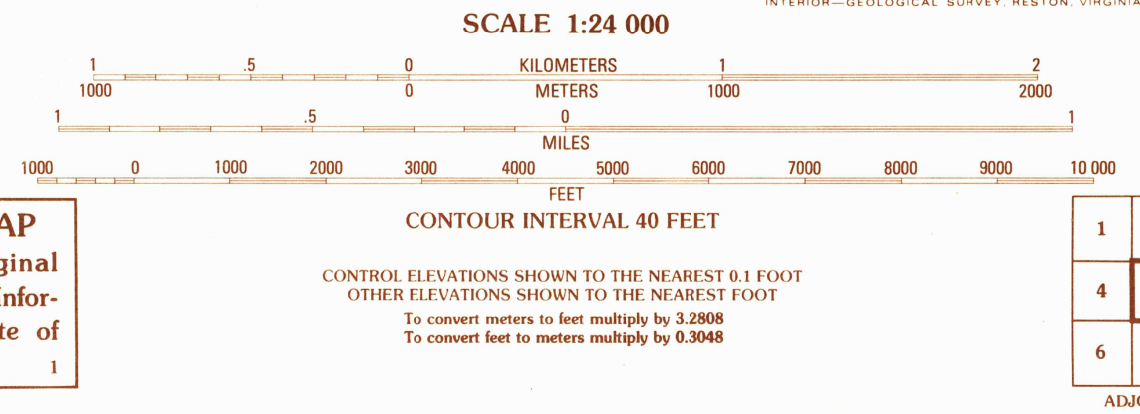 INTERIOR—GEOLOGICAL SURVEY, RESTON, VIRGINIA
SCALE 1:24 000
1 .5 0 KILOMETERS 1 2
1000 0 METERS 1000 2000
1 .5 0 1
MILES
1000 0 1000 2000 3000 4000 5000 6000 7000 8000 9000 10 000
FEET
CONTOUR INTERVAL 40 FEET
CONTROL ELEVATIONS SHOWN TO THE NEAREST 0.1 FOOT
OTHER ELEVATIONS SHOWN TO THE NEAREST FOOT
To convert meters to feet multiply by 3.2808
To convert feet to meters multiply by 0.3048
AP
ginal
nfor-
te of
1
1
4
6
ADJ